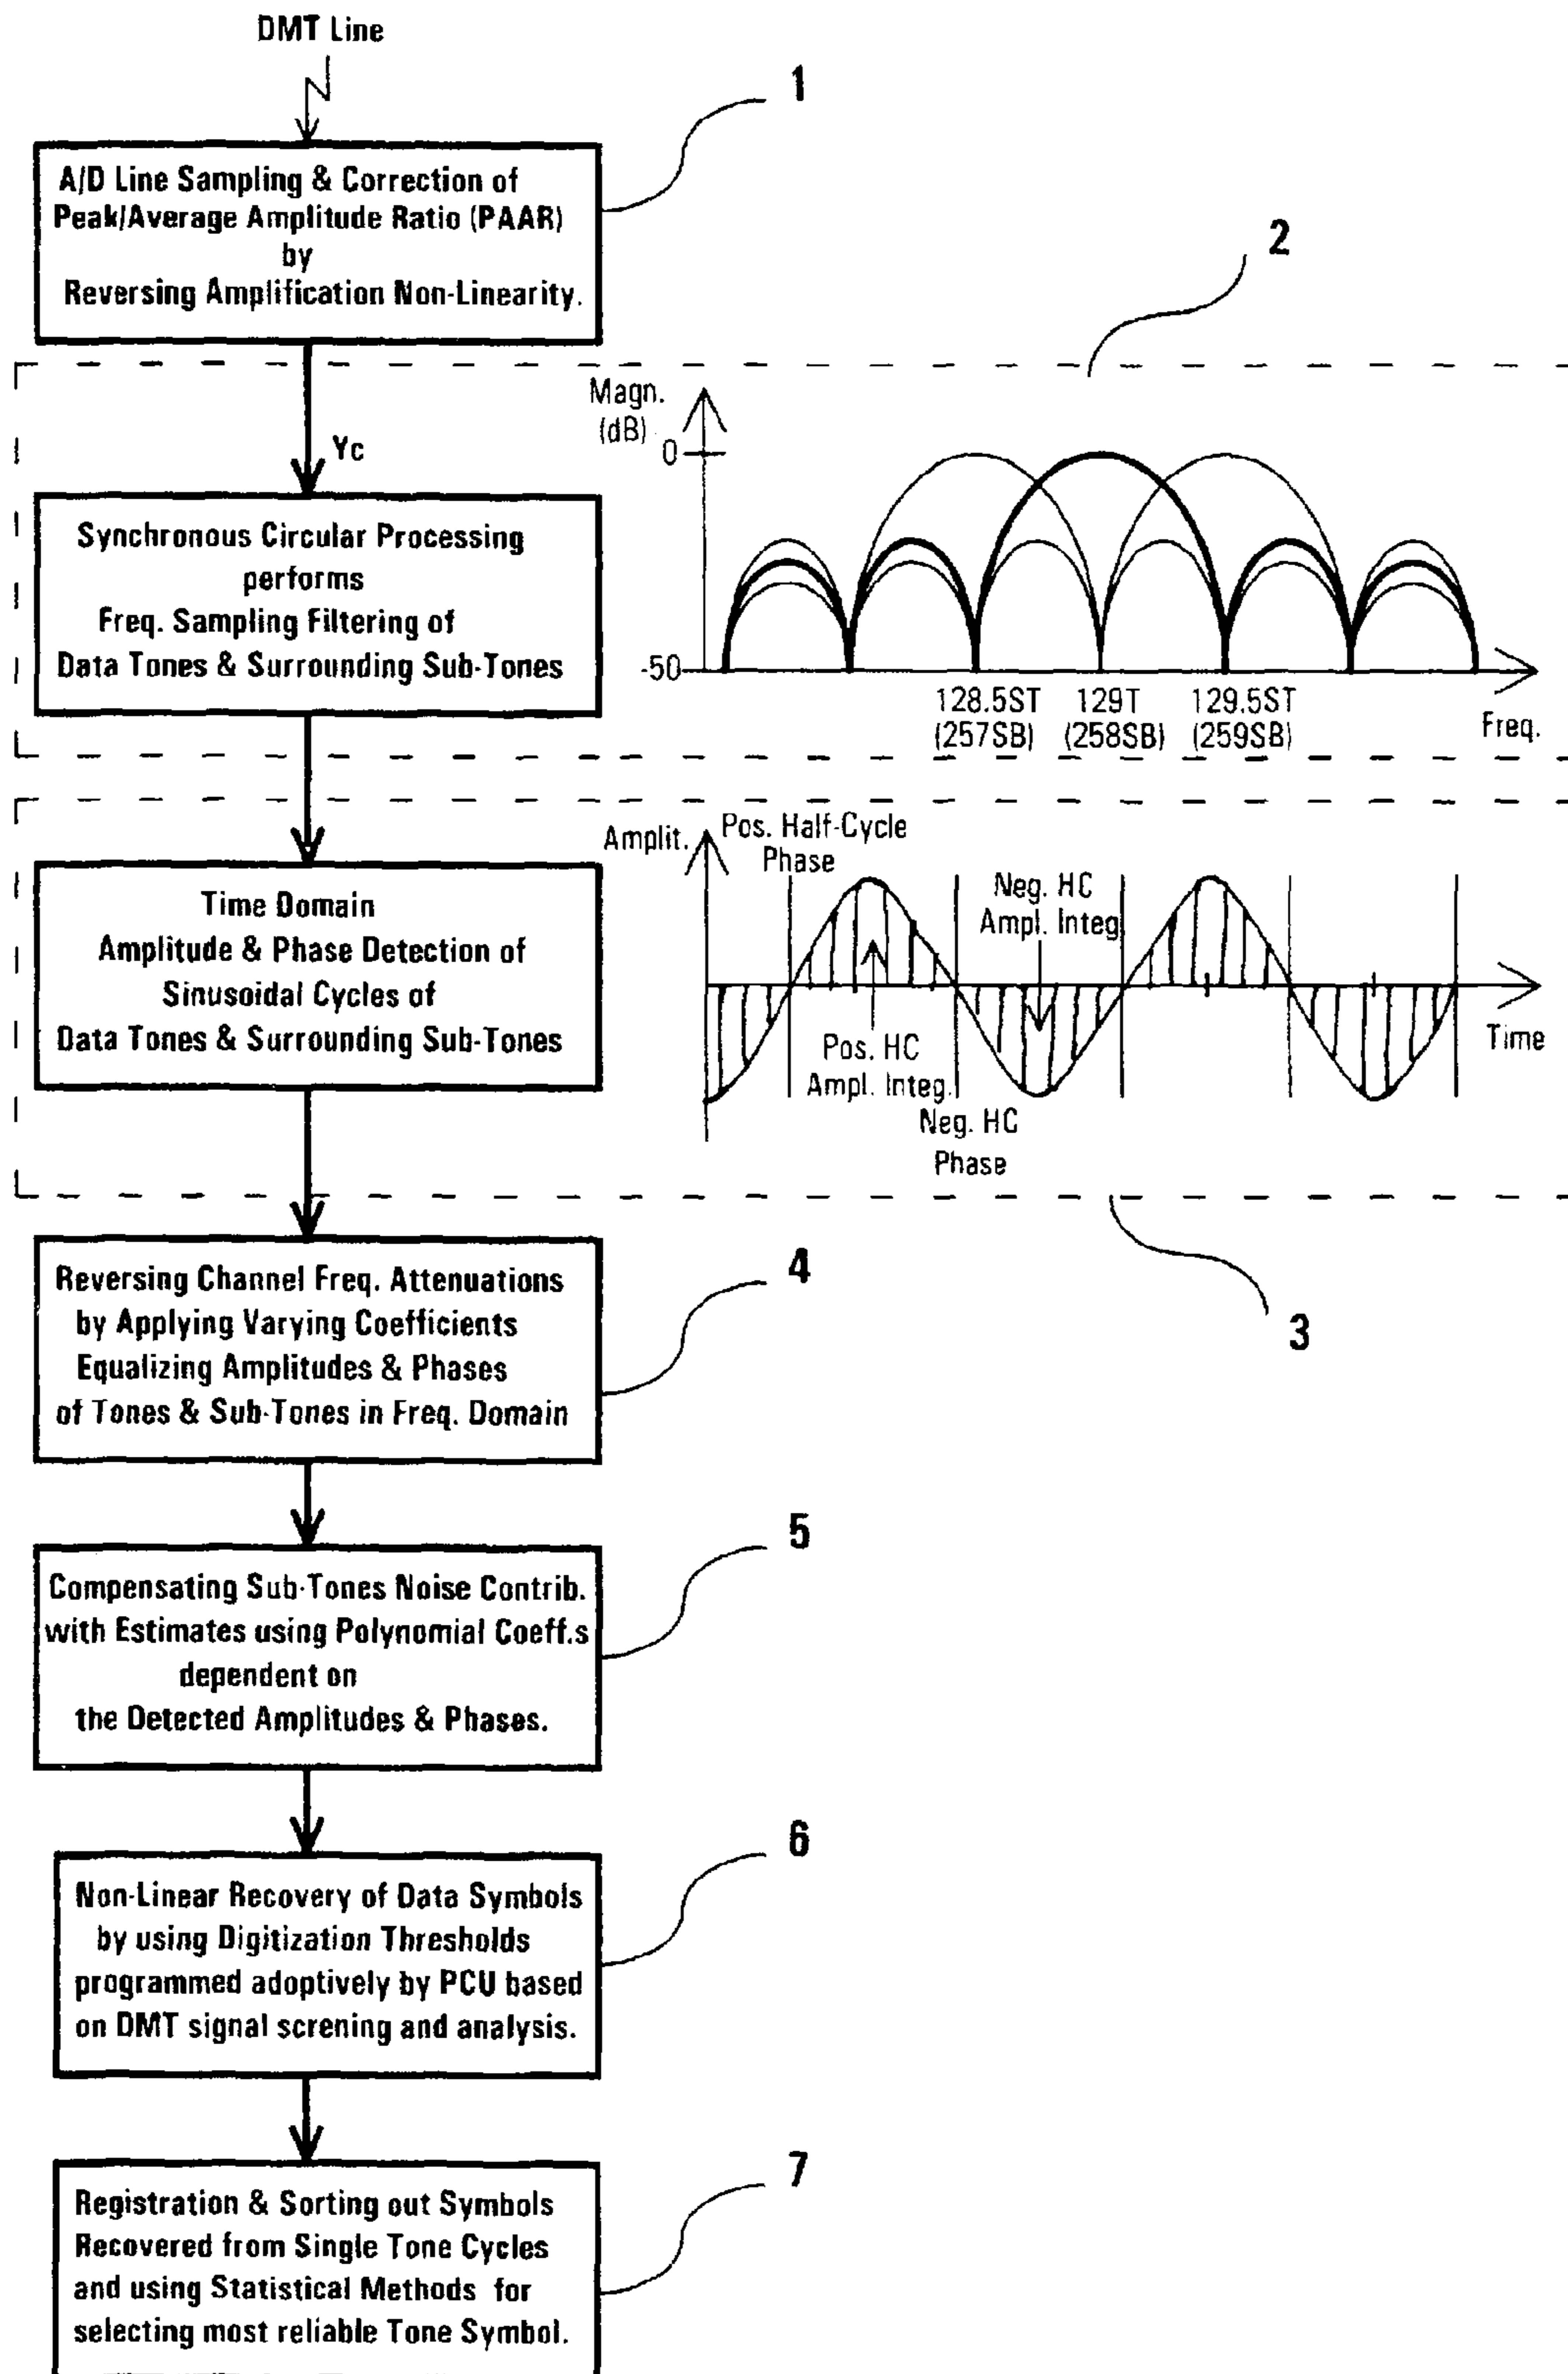 DMT Line
1
A/D Line Sampling & Correction of
Peak/Average Amplitude Ratio (PAAR)
by
Reversing Amplification Non-Linearity.
2
Yc
Synchronous Circular Processing
performs
Freq. Sampling Filtering of
Data Tones & Surrounding Sub-Tones
Magn.
(dB)
0
-50
128.5ST 129T 129.5ST
(257SB) (258SB) (259SB)
Freq.
Time Domain
Amplitude & Phase Detection of
Sinusoidal Cycles of
Data Tones & Surrounding Sub-Tones
Amplit.
Pos. Half-Cycle
Phase
Neg. HC
Ampl. Integ
Pos. HC
Ampl. Integ.
Neg. HC
Phase
Time
3
Reversing Channel Freq. Attenuations
by Applying Varying Coefficients
Equalizing Amplitudes & Phases
of Tones & Sub-Tones in Freq. Domain
4
Compensating Sub-Tones Noise Contrib.
with Estimates using Polynomial Coeff.s
dependent on
the Detected Amplitudes & Phases.
5
Non-Linear Recovery of Data Symbols
by using Digitization Thresholds
programmed adoptively by PCU based
on DMT signal screning and analysis.
6
Registration & Sorting out Symbols
Recovered from Single Tone Cycles
and using Statistical Methods for
selecting most reliable Tone Symbol.
7